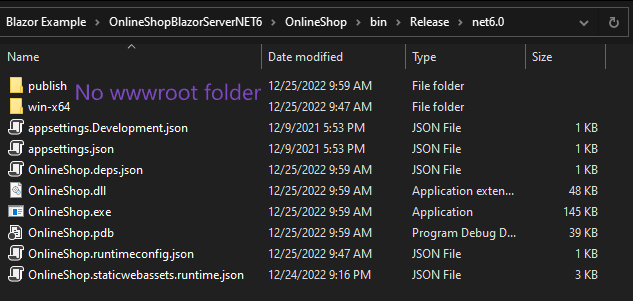 Blazor Example > OnlineShopBlazorServerNET6 > OnlineShop > bin > Release > net6.0
Name Date modified Type Size
publish 12/25/2022 9:59 AM File folder
No wwwroot folder
win-x64 12/25/2022 9:47 AM File folder
appsettings.Development.json 12/9/2021 5:53 PM JSON File 1 KB
appsettings.json 12/9/2021 5:53 PM JSON File 1 KB
OnlineShop.deps.json 12/25/2022 9:59 AM JSON File 1 KB
OnlineShop.dll 12/25/2022 9:59 AM Application exten... 48 KB
OnlineShop.exe 12/25/2022 9:59 AM Application 145 KB
OnlineShop.pdb 12/25/2022 9:59 AM Program Debug D... 39 KB
OnlineShop.runtimeconfig.json 12/25/2022 9:47 AM JSON File 1 KB
OnlineShop.staticwebassets.runtime.json 12/24/2022 9:16 PM JSON File 3 KB